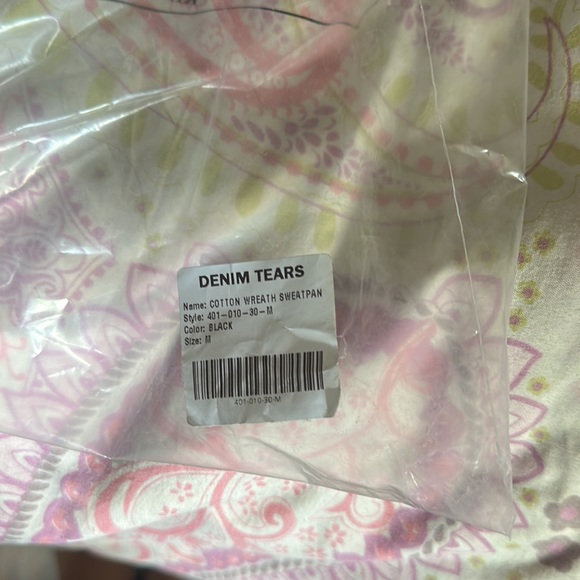 DENIM TEARS
Name: COTTON WREATH SWEATPAN
Style: 401-010-30-M
Color: BLACK
Size: M
401-010-30-M